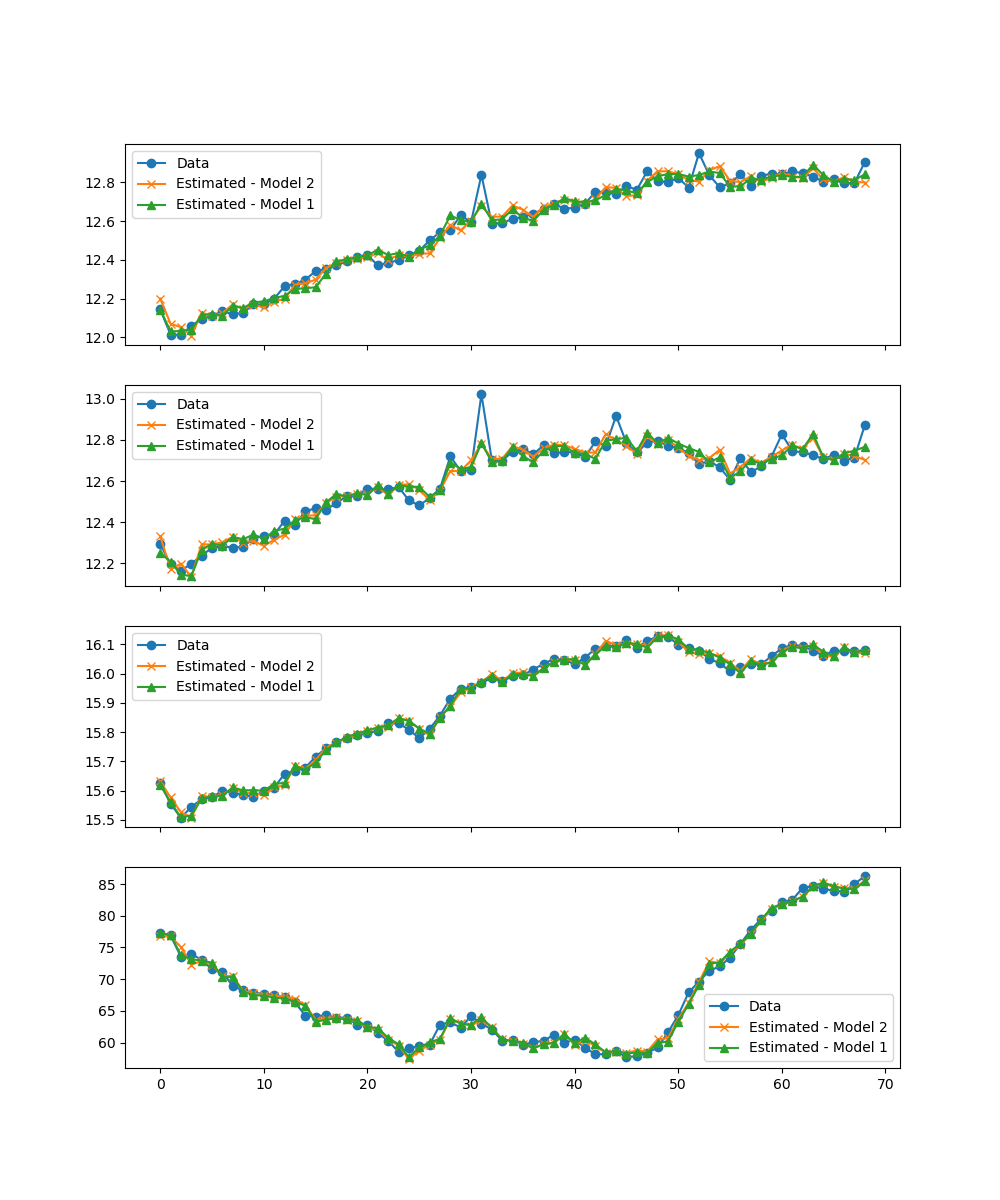 12.8
12.6
12.4
12.2
12.0
Data
Estimated - Model 2
Estimated - Model 1
13.0
12.8
12.6
12.4
12.2
Data
Estimated - Model 2
Estimated - Model 1
16.1
16.0
15.9
15.8
15.7
15.6
15.5
Data
Estimated - Model 2
Estimated - Model 1
85
80
75
70
65
60
Data
Estimated - Model 2
Estimated - Model 1
0 10 20 30 40 50 60 70